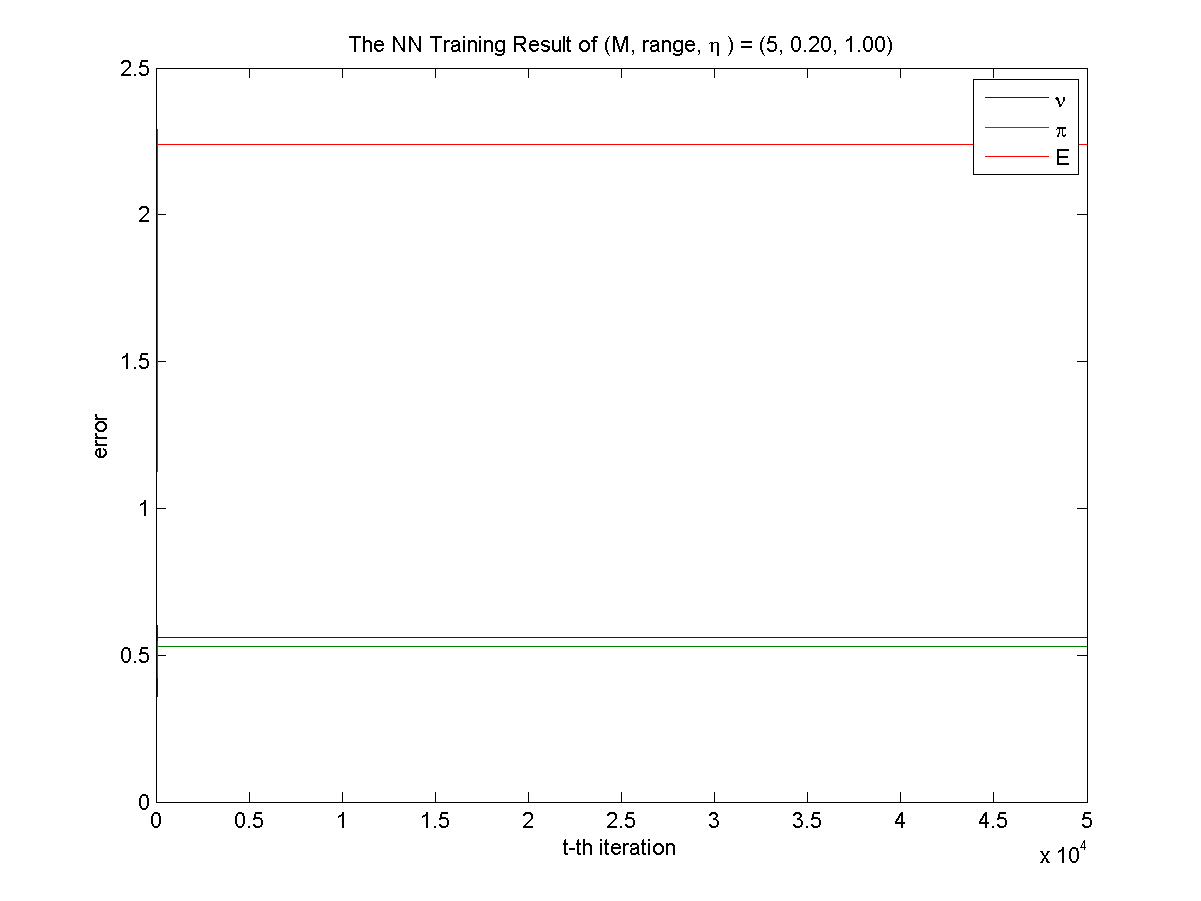 The NN Training Result of (M, range, η ) = (5, 0.20, 1.00)
ν
π
E
2.5
2
1.5
1
0.5
0
error
0 0.5 1 1.5 2 2.5 3 3.5 4 4.5 5
t-th iteration
x 10^4